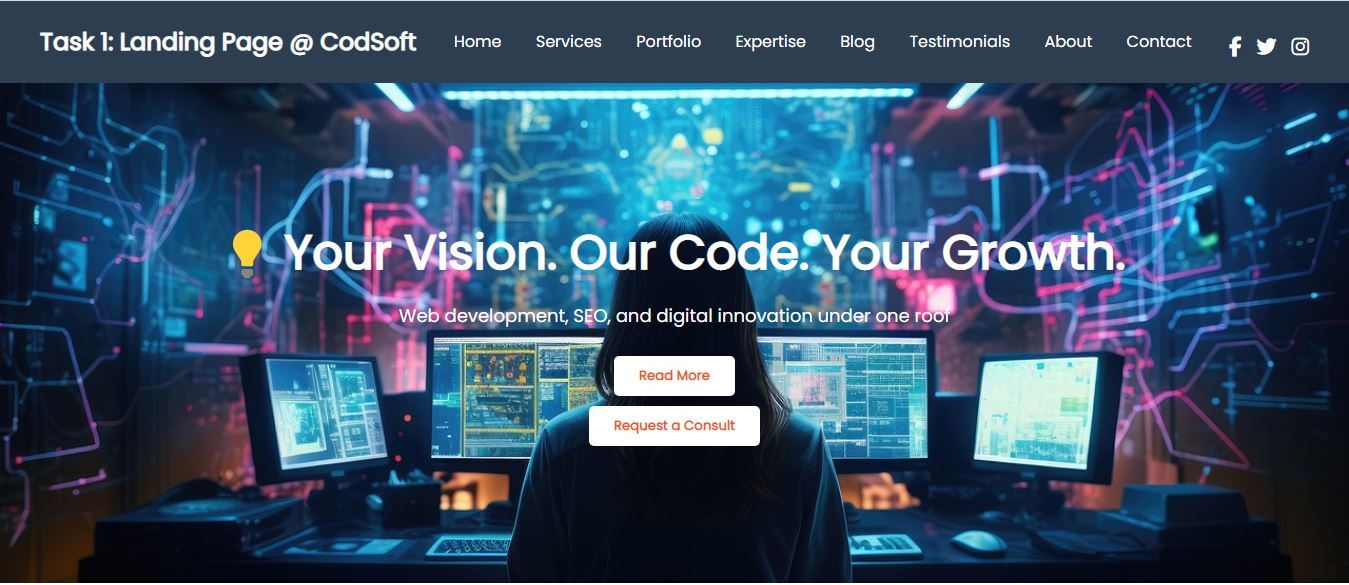 Task 1: Landing Page @ CodSoft
Home Services Portfolio Expertise Blog Testimonials About Contact
Your Vision. Our Code. Your Growth.
Web development, SEO, and digital innovation under one roof
Read More
Request a Consult